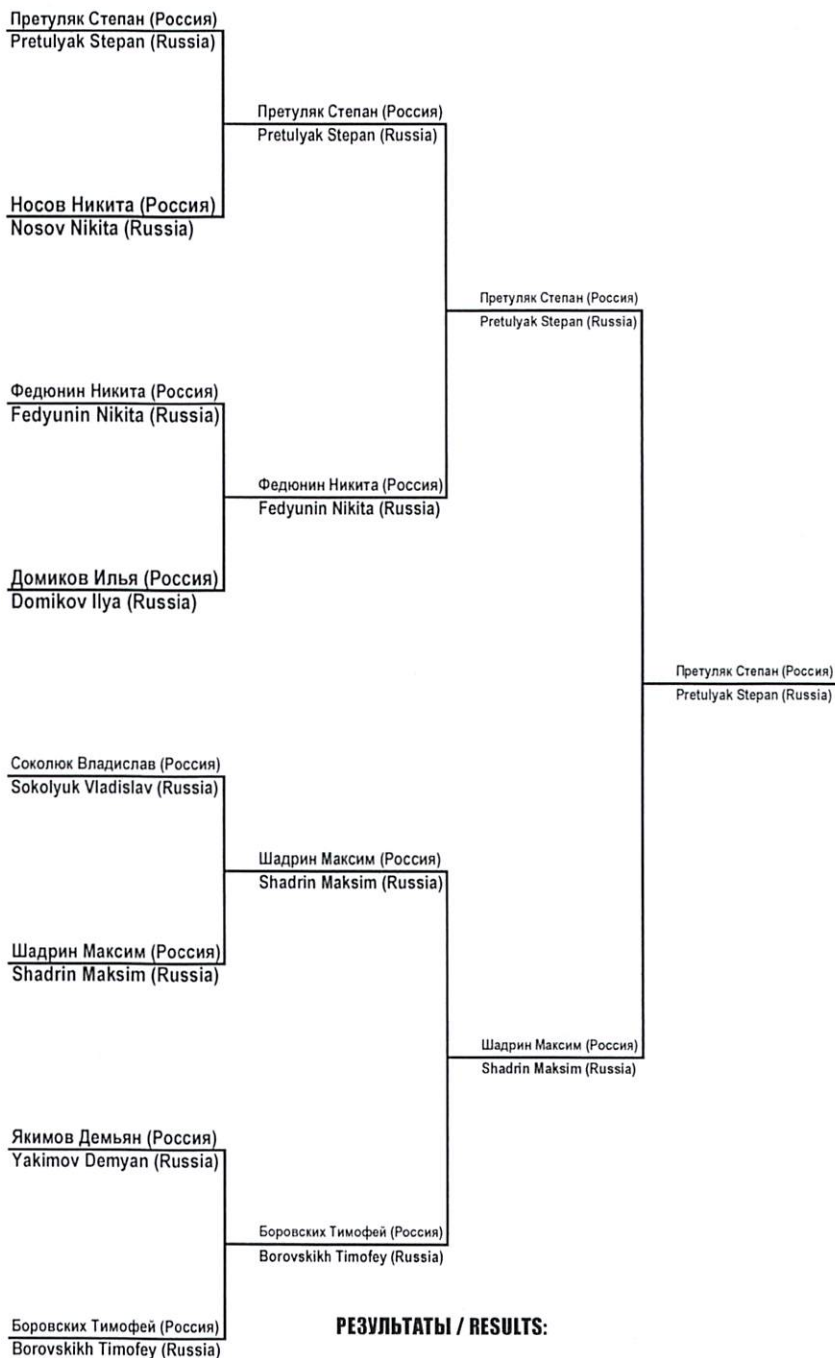 Претуляк Степан (Россия)
Pretulyak Stepan (Russia)
Претуляк Степан (Россия)
Pretulyak Stepan (Russia)
Носов Никита (Россия)
Nosov Nikita (Russia)
Претуляк Степан (Россия)
Pretulyak Stepan (Russia)
Федюнин Никита (Россия)
Fedyunin Nikita (Russia)
Федюнин Никита (Россия)
Fedyunin Nikita (Russia)
Домиков Илья (Россия)
Domikov Ilya (Russia)
Претуляк Степан (Россия)
Pretulyak Stepan (Russia)
Соколюк Владислав (Россия)
Sokolyuk Vladislav (Russia)
Шадрин Максим (Россия)
Shadrin Maksim (Russia)
Шадрин Максим (Россия)
Shadrin Maksim (Russia)
Шадрин Максим (Россия)
Shadrin Maksim (Russia)
Якимов Демьян (Россия)
Yakimov Demyan (Russia)
Боровских Тимофей (Россия)
Borovskikh Timofey (Russia)
Боровских Тимофей (Россия)
Borovskikh Timofey (Russia)
РЕЗУЛЬТАТЫ / RESULTS: